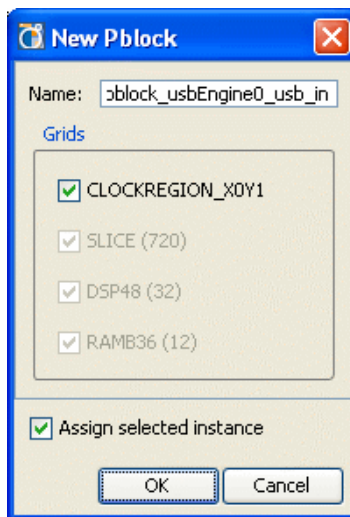 New Pblock
Name: pblock_usbEngine0_usb_in
Grids
CLOCKREGION_X0Y1
SLICE (720)
DSP48 (32)
RAMB36 (12)
Assign selected instance
OK Cancel